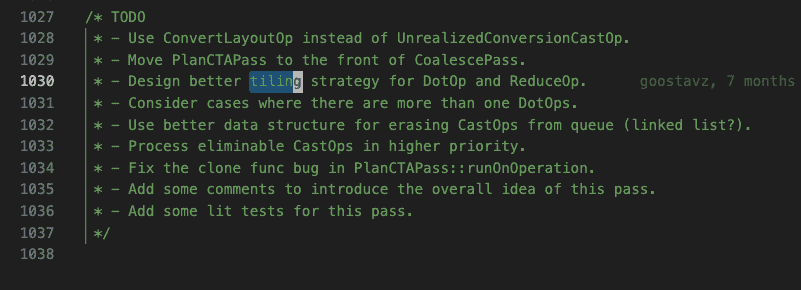 1027 /* TODO
1028 * - Use ConvertLayoutOp instead of UnrealizedConversionCastOp.
1029 * - Move PlanCTAPass to the front of CoalescePass.
1030 * - Design better tiling strategy for DotOp and ReduceOp. goostavz, 7 months
1031 * - Consider cases where there are more than one DotOps.
1032 * - Use better data structure for erasing CastOps from queue (linked list?).
1033 * - Process eliminable CastOps in higher priority.
1034 * - Fix the clone func bug in PlanCTAPass::runOnOperation.
1035 * - Add some comments to introduce the overall idea of this pass.
1036 * - Add some lit tests for this pass.
1037 */
1038